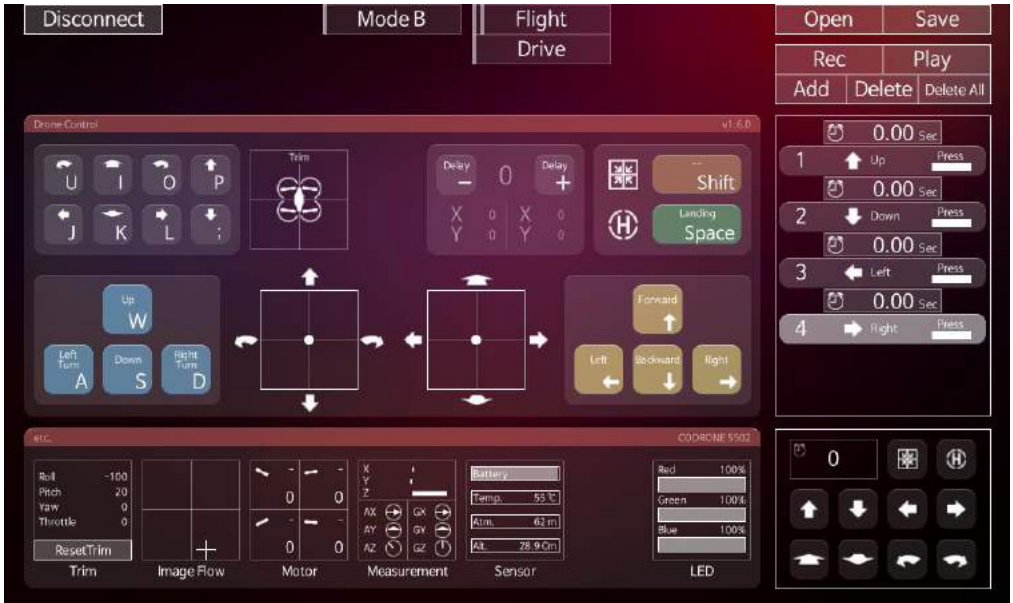 Disconnect
Mode B
Flight
Drive
Open Save
Rec Play
Add Delete Delete All
Drone Control v1.6.0
U I O P
J K L ;
Trim
Delay − 0 Delay +
X 0 X 0
Y 0 Y 0
-- Shift
H Landing Space
Up W
Left Turn A
Down S
Right Turn D
Forward
Left
Backward
Right
0.00 Sec
1 Up Press
0.00 Sec
2 Down Press
0.00 Sec
3 Left Press
0.00 Sec
4 Right Press
etc. CODRONE 5502
Roll -100
Pitch 20
Yaw 0
Throttle 0
ResetTrim
Trim
Image Flow
- -
0 0
- -
0 0
Motor
X
Y
Z
AX GX
AY GY
AZ GZ
Measurement
Battery
Temp. 55 ℃
Atm. 62 m
Alt. 28.9 Cm
Sensor
Red 100%
Green 100%
Blue 100%
LED
0 H